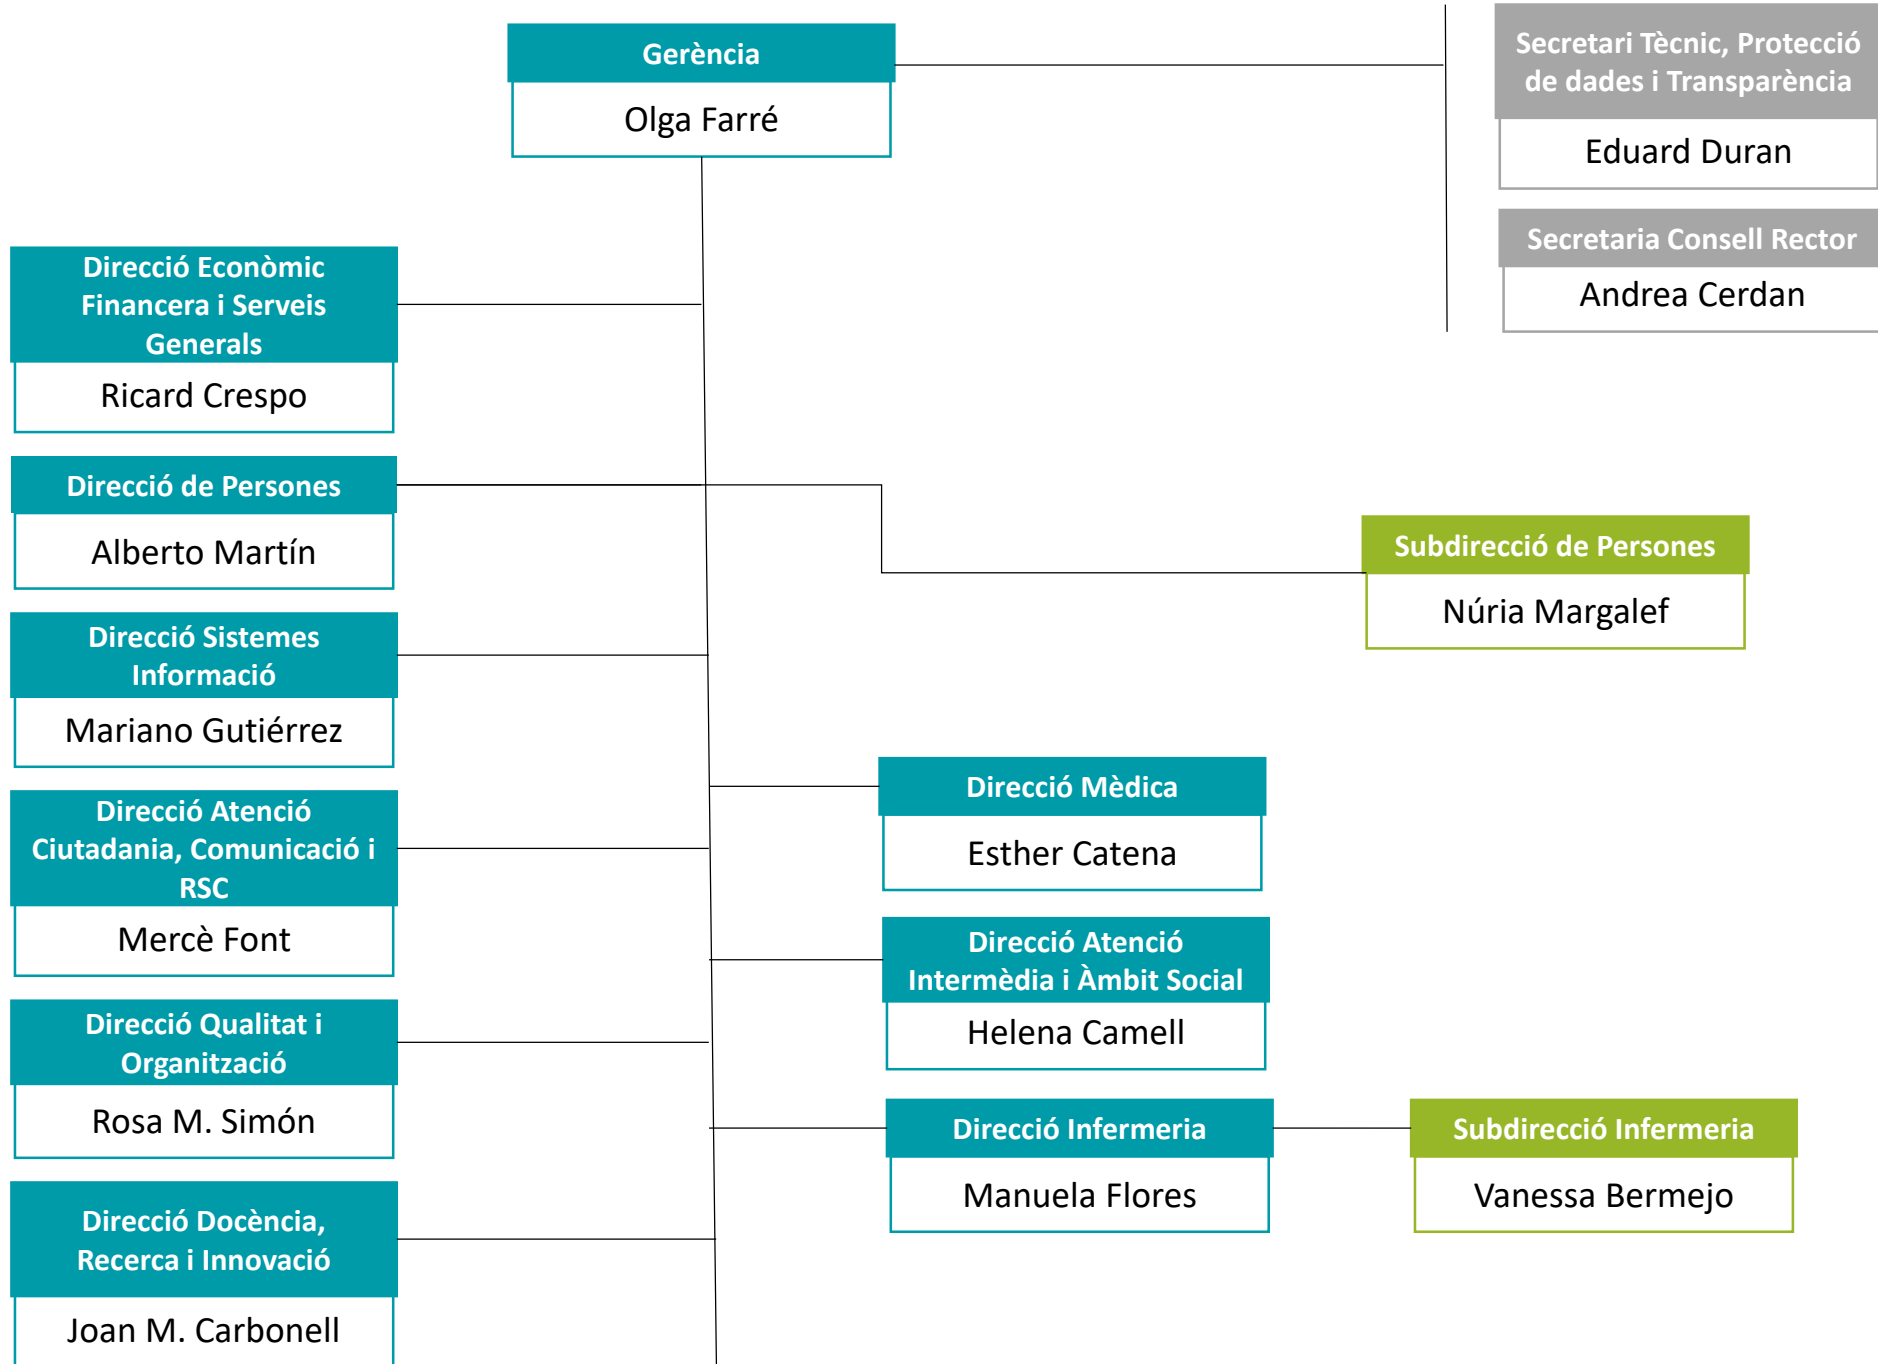 Gerència
Olga Farré
Secretari Tècnic, Protecció
de dades i Transparència
Eduard Duran
Secretaria Consell Rector
Andrea Cerdan
Direcció Econòmic
Financera i Serveis
Generals
Ricard Crespo
Direcció de Persones
Alberto Martín
Subdirecció de Persones
Núria Margalef
Direcció Sistemes
Informació
Mariano Gutiérrez
Direcció Atenció
Ciutadania, Comunicació i
RSC
Mercè Font
Direcció Mèdica
Esther Catena
Direcció Atenció
Intermèdia i Àmbit Social
Helena Camell
Direcció Qualitat i
Organització
Rosa M. Simón
Direcció Infermeria
Manuela Flores
Subdirecció Infermeria
Vanessa Bermejo
Direcció Docència,
Recerca i Innovació
Joan M. Carbonell